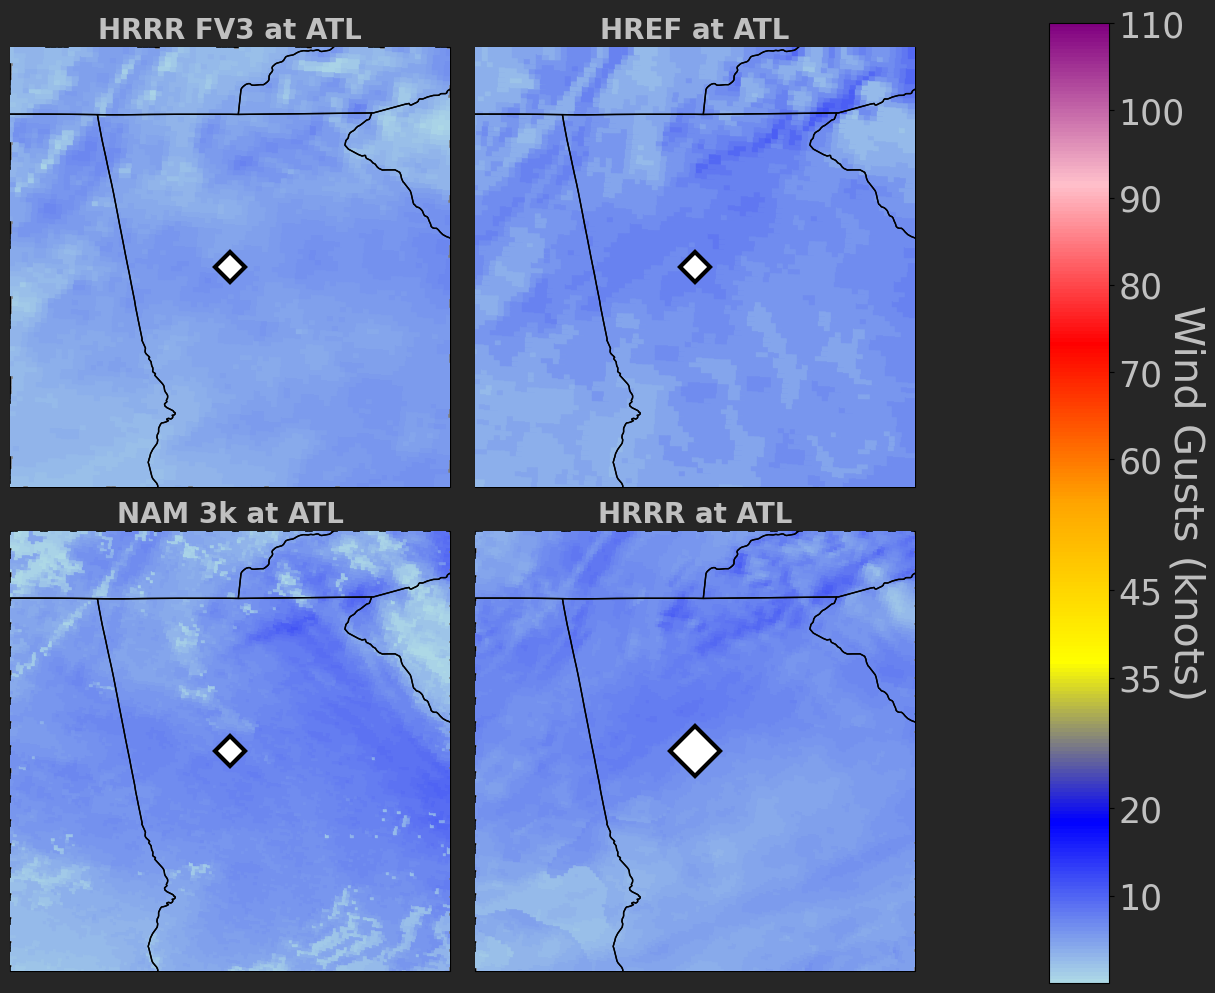 HRRR FV3 at ATL
HREF at ATL
NAM 3k at ATL
HRRR at ATL
110
100
90
80
70
60
45
35
20
10
Wind Gusts (knots)